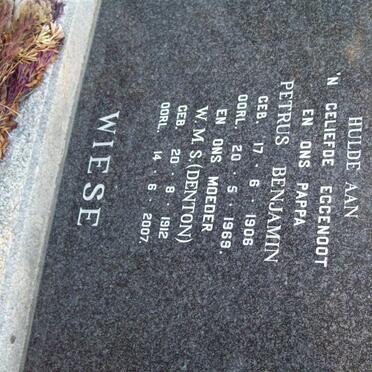 HULDE AAN
'N GELIEFDE EGGENOOT
EN ONS PAPPA
PETRUS BENJAMIN
GEB. 17 · 6 · 1906
OORL. 20 · 5 · 1969.
EN ONS MOEDER
W. M. S. (DENTON)
GEB. 20 · 8 · 1912
OORL. 14 · 6 · 2007.
WIESE